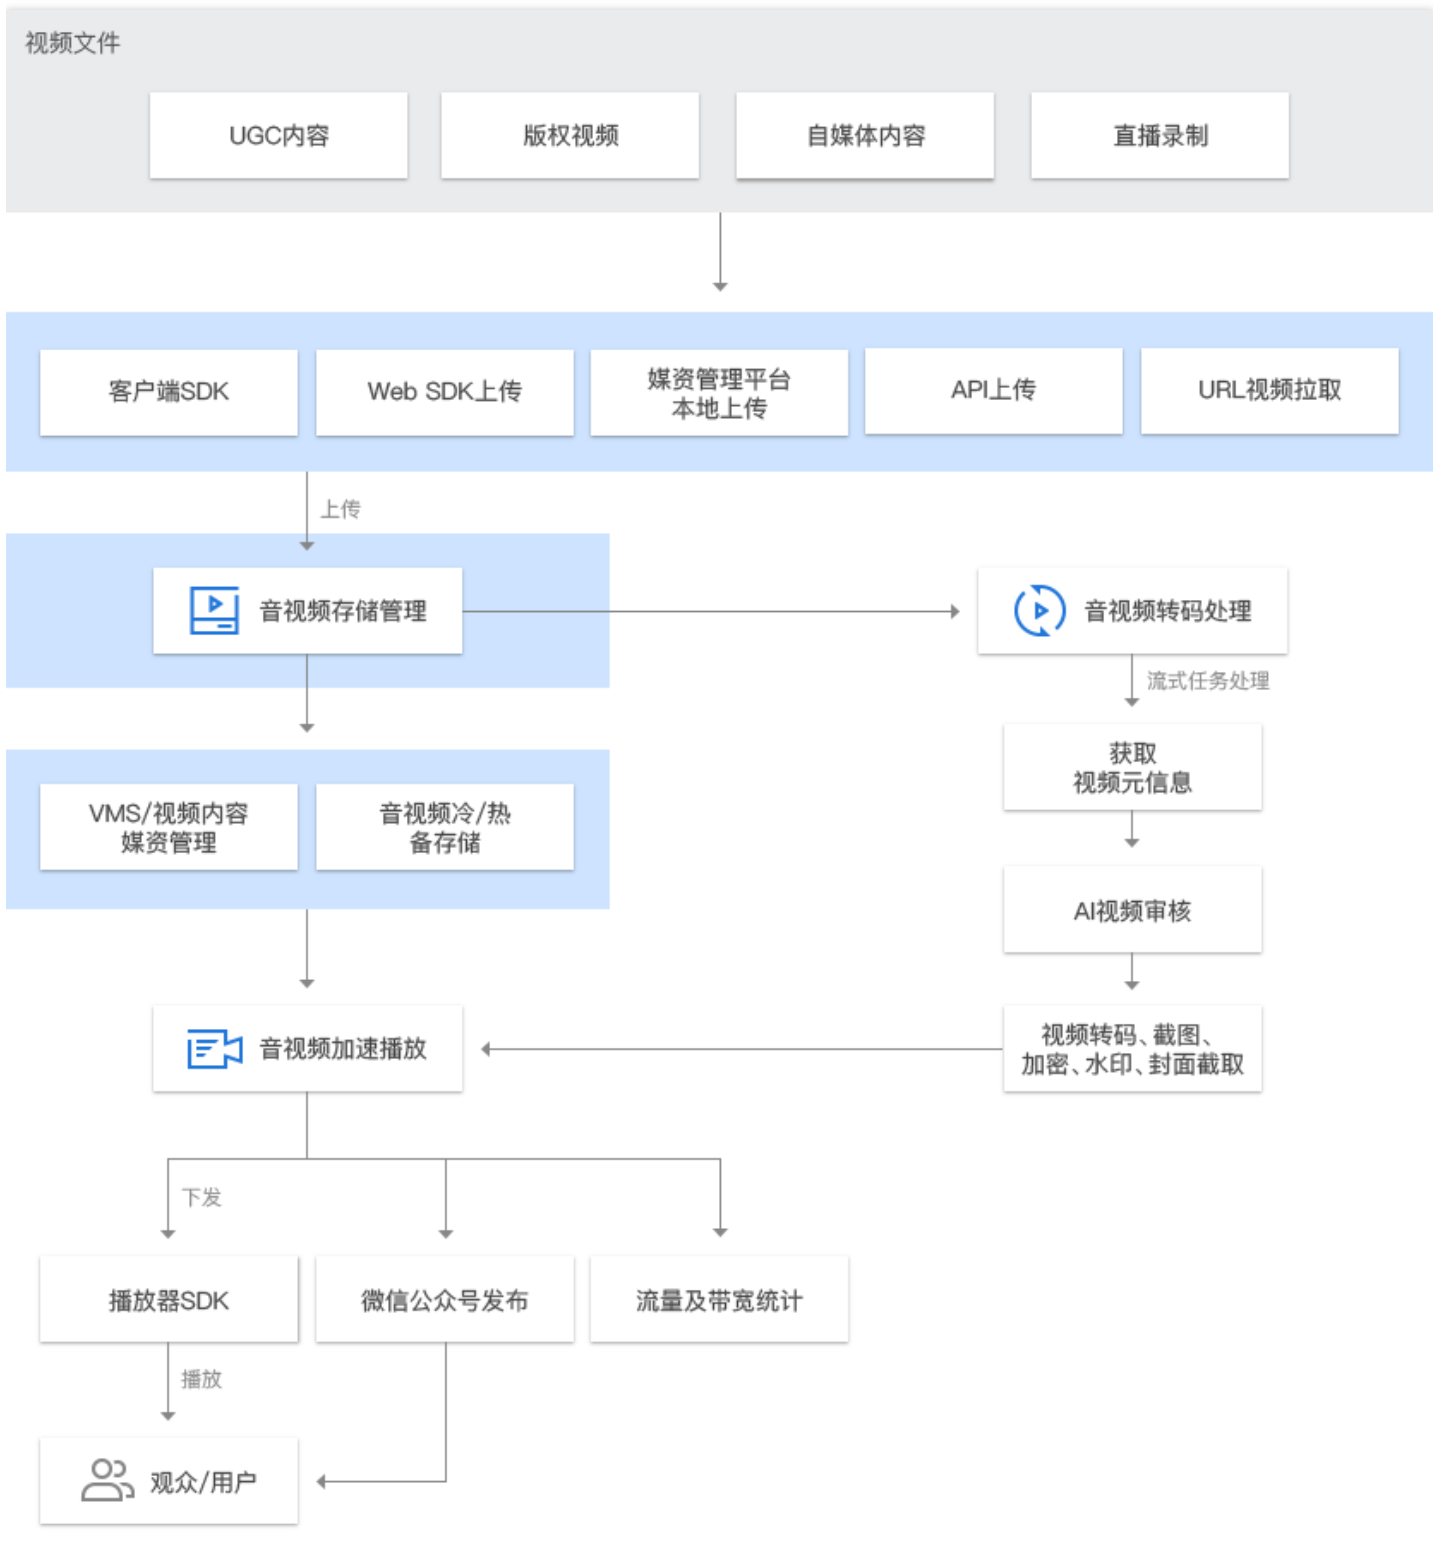 视频文件
UGC内容
版权视频
自媒体内容
直播录制
客户端SDK
Web SDK上传
媒资管理平台
本地上传
API上传
URL视频拉取
上传
音视频存储管理
音视频转码处理
流式任务处理
获取
视频元信息
VMS/视频内容
媒资管理
音视频冷/热
备存储
AI视频审核
音视频加速播放
视频转码、截图、
加密、水印、封面截取
下发
播放器SDK
微信公众号发布
流量及带宽统计
播放
观众/用户